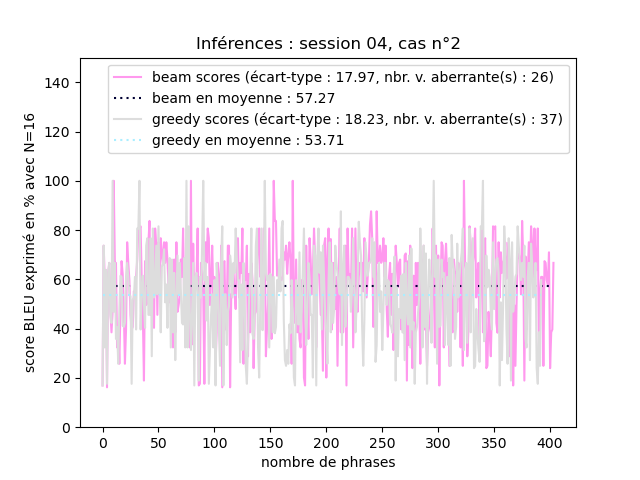 Inférences : session 04, cas n°2
beam scores (écart-type : 17.97, nbr. v. aberrante(s) : 26)
beam en moyenne : 57.27
greedy scores (écart-type : 18.23, nbr. v. aberrante(s) : 37)
greedy en moyenne : 53.71
score BLEU exprimé en % avec N=16
140
120
100
80
60
40
20
0
0 50 100 150 200 250 300 350 400
nombre de phrases